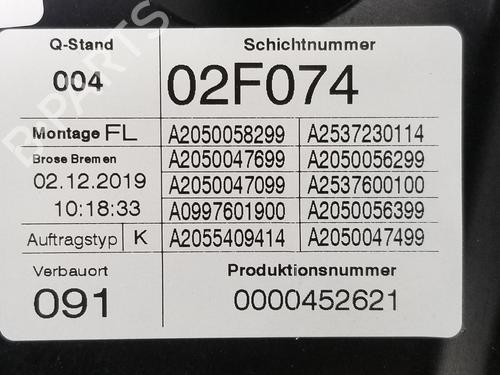 Q-Stand Schichtnummer
004 02F074
Montage FL A2050058299 A2537230114
Brose Bremen A2050047699 A2050056299
02.12.2019 A2050047099 A2537600100
10:18:33 A0997601900 A2050056399
Auftragstyp K A2055409414 A2050047499
Verbauort Produktionsnummer
091 0000452621
B-PARTS